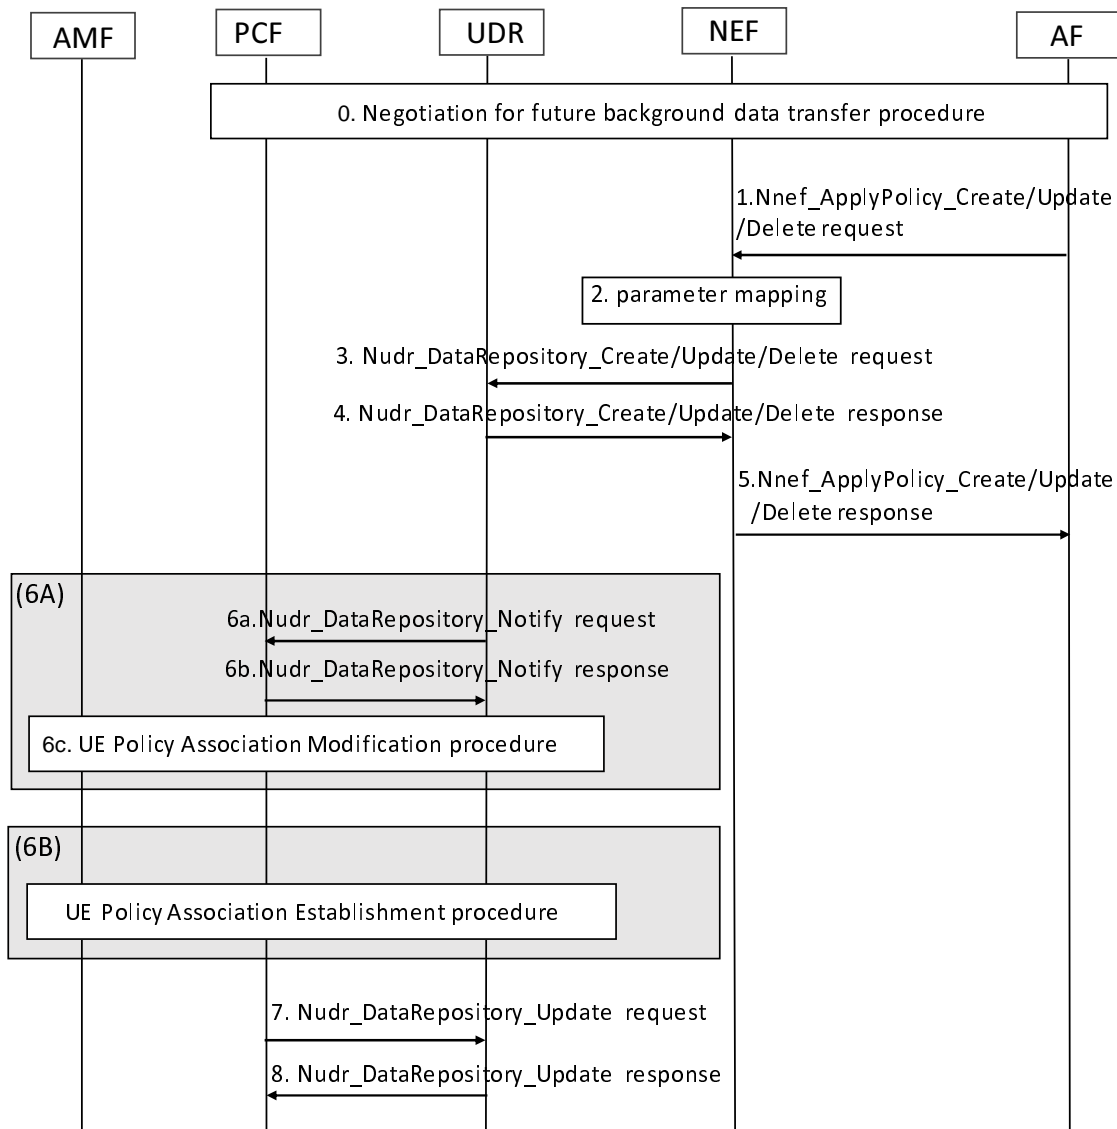 AMF
PCF
UDR
NEF
AF
0. Negotiation for future background data transfer procedure
1.Nnef_ApplyPolicy_Create/Update
/Delete request
2. parameter mapping
3. Nudr_DataRepository_Create/Update/Delete request
4. Nudr_DataRepository_Create/Update/Delete response
5.Nnef_ApplyPolicy_Create/Update
/Delete response
(6A)
6a.Nudr_DataRepository_Notify request
6b.Nudr_DataRepository_Notify response
6c. UE Policy Association Modification procedure
(6B)
UE Policy Association Establishment procedure
7. Nudr_DataRepository_Update request
8. Nudr_DataRepository_Update response